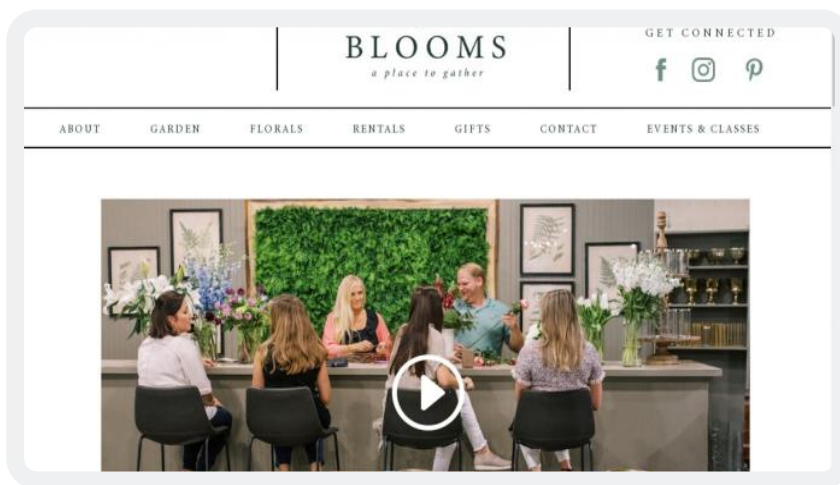 GET CONNECTED
BLOOMS
a place to gather
ABOUT GARDEN FLORALS RENTALS GIFTS CONTACT EVENTS & CLASSES